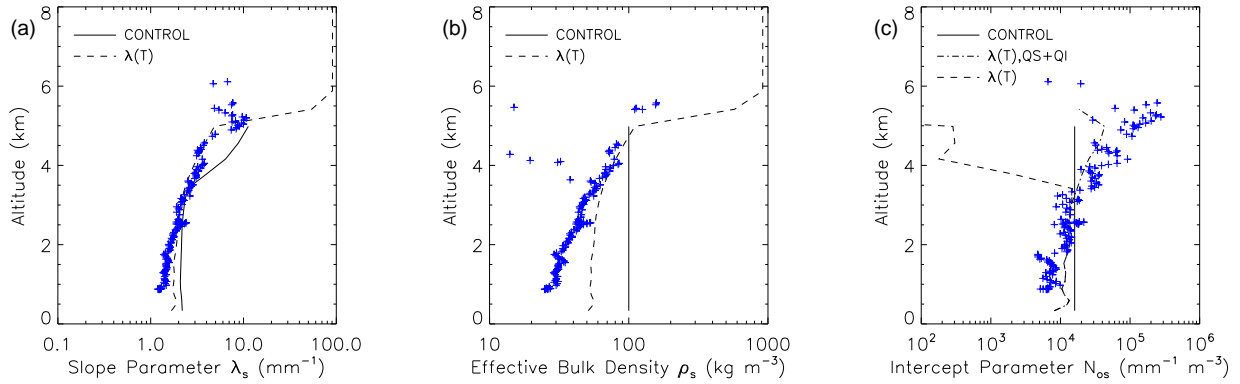 (a)
8
6
4
2
0
Altitude (km)
CONTROL
λ(T)
0.1 1.0 10.0 100.0
Slope Parameter λs (mm⁻¹)
(b)
8
6
4
2
0
Altitude (km)
CONTROL
λ(T)
10 100 1000
Effective Bulk Density ρs (kg m⁻³)
(c)
8
6
4
2
0
Altitude (km)
CONTROL
λ(T),QS+QI
λ(T)
10² 10³ 10⁴ 10⁵ 10⁶
Intercept Parameter Nos (mm⁻¹ m⁻³)